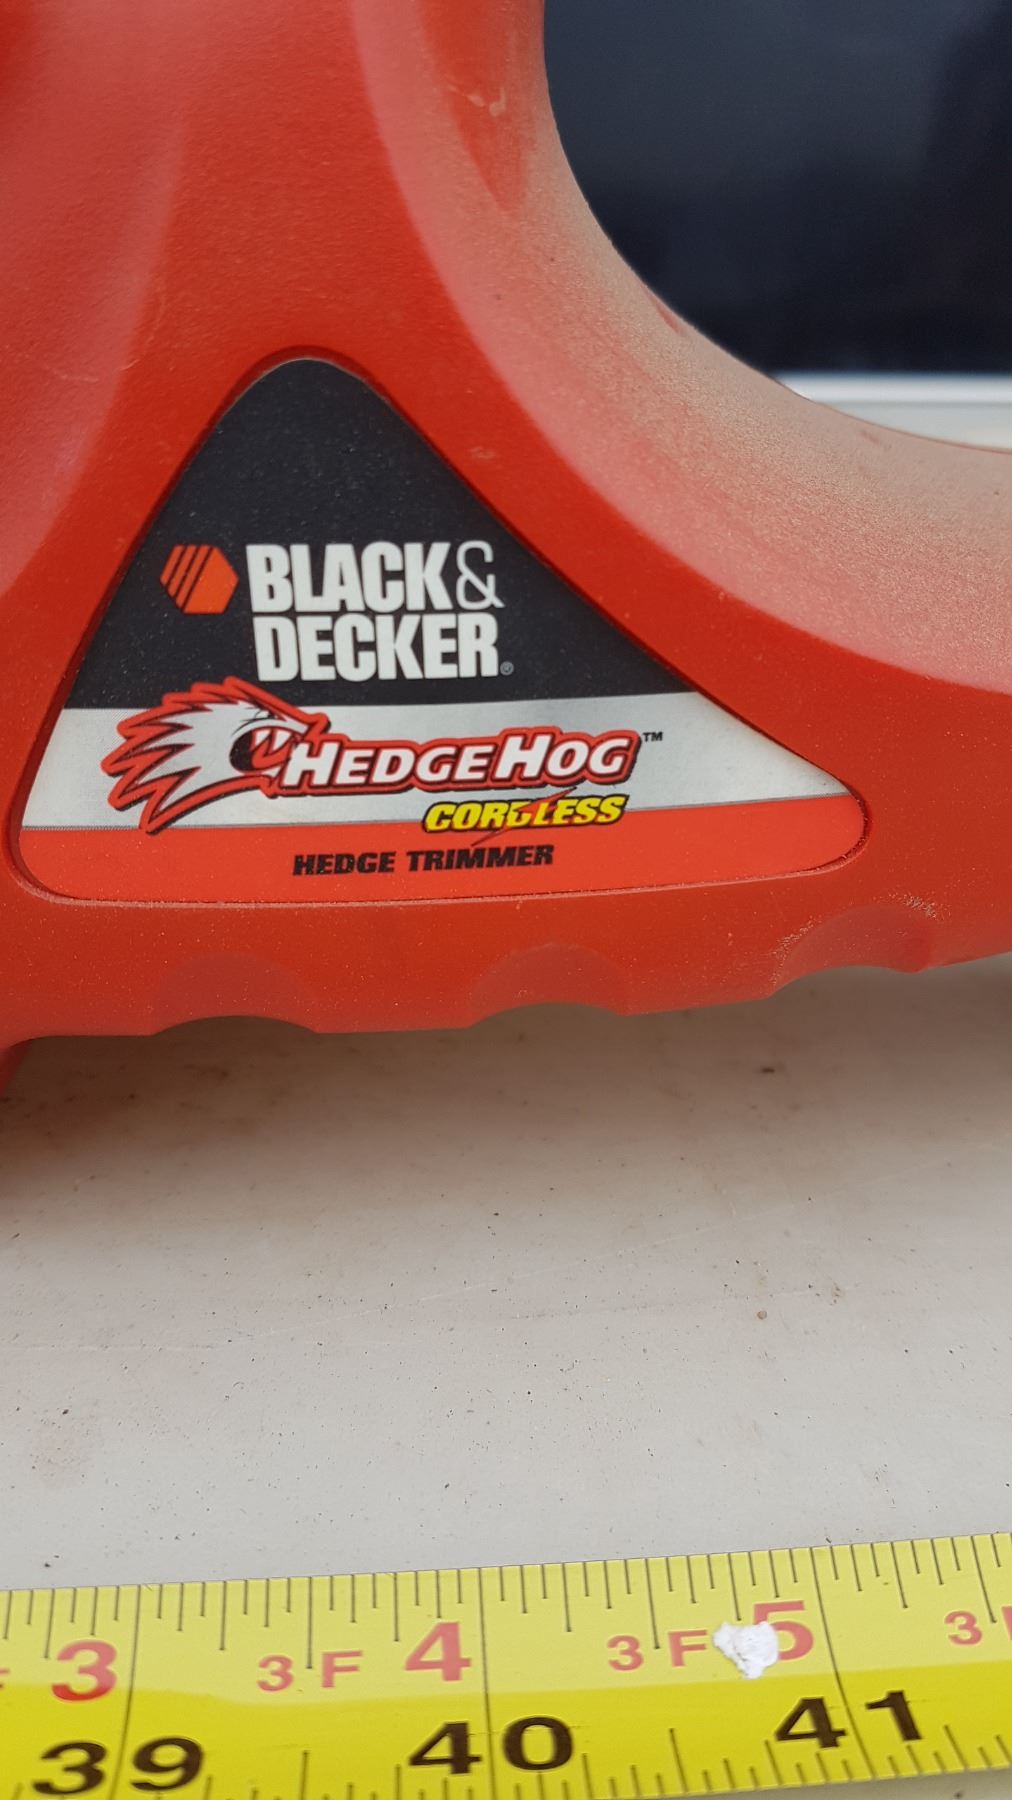 BLACK&
DECKER®
HEDGEHOG™
CORDLESS
HEDGE TRIMMER
F 3 3F 4 3F 5 3
39 40 41